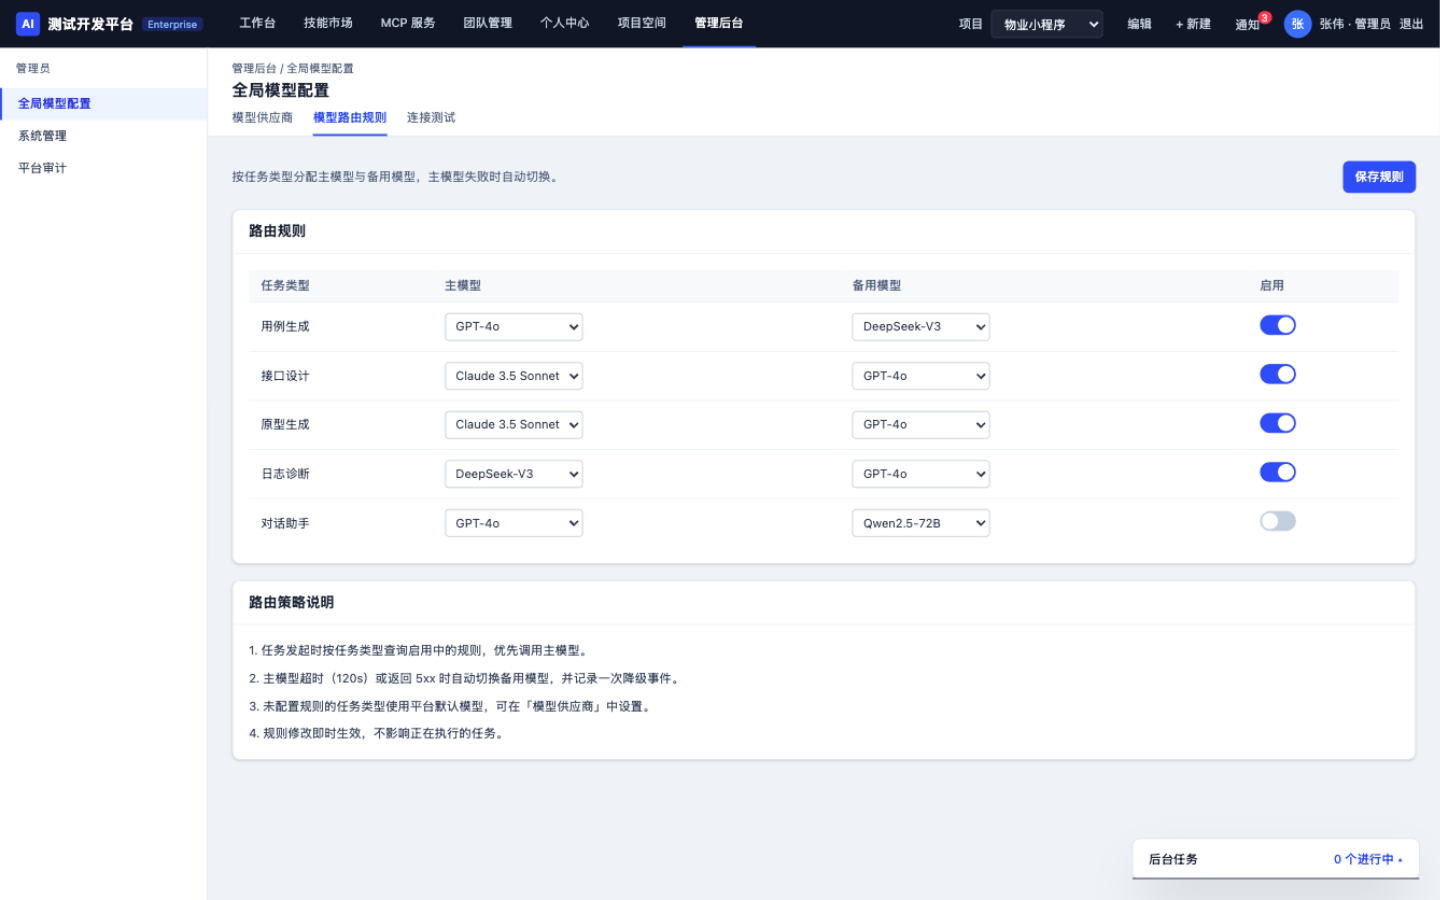 AI 测试开发平台 Enterprise 工作台 技能市场 MCP 服务 团队管理 个人中心 项目空间 管理后台 项目 物业小程序 编辑 + 新建 通知 3 张 张伟 · 管理员 退出
管理员
全局模型配置
系统管理
平台审计
管理后台 / 全局模型配置
全局模型配置
模型供应商 模型路由规则 连接测试
按任务类型分配主模型与备用模型，主模型失败时自动切换。 保存规则
路由规则
任务类型 主模型 备用模型 启用
用例生成 GPT-4o DeepSeek-V3
接口设计 Claude 3.5 Sonnet GPT-4o
原型生成 Claude 3.5 Sonnet GPT-4o
日志诊断 DeepSeek-V3 GPT-4o
对话助手 GPT-4o Qwen2.5-72B
路由策略说明
1. 任务发起时按任务类型查询启用中的规则，优先调用主模型。
2. 主模型超时（120s）或返回 5xx 时自动切换备用模型，并记录一次降级事件。
3. 未配置规则的任务类型使用平台默认模型，可在「模型供应商」中设置。
4. 规则修改即时生效，不影响正在执行的任务。
后台任务 0 个进行中